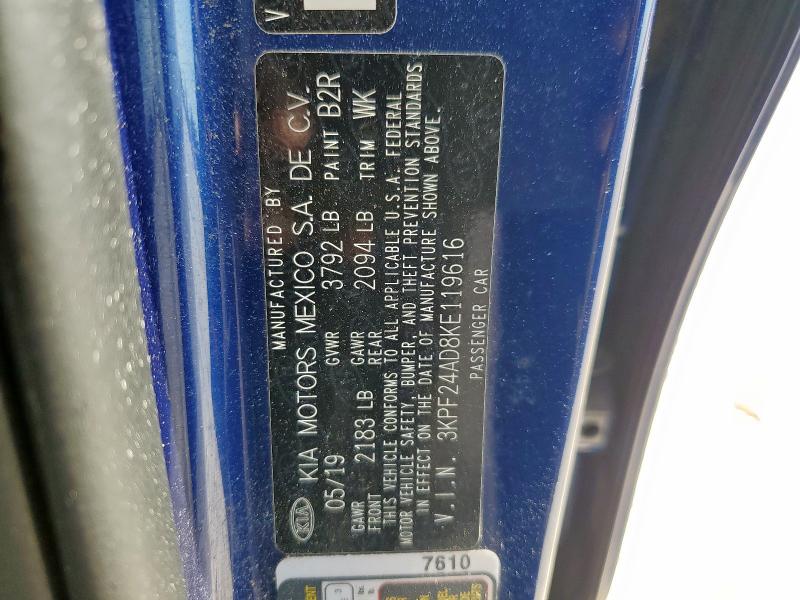 V
MANUFACTURED BY
KIA KIA MOTORS MEXICO S.A. DE C.V.
05/19 GVWR 3792 LB PAINT B2R
GAWR FRONT 2183 LB GAWR REAR 2094 LB TRIM WK
THIS VEHICLE CONFORMS TO ALL APPLICABLE U.S.A. FEDERAL
MOTOR VEHICLE SAFETY, BUMPER, AND THEFT PREVENTION STANDARDS
IN EFFECT ON THE DATE OF MANUFACTURE SHOWN ABOVE.
V.I.N. 3KPF24AD8KE119616
PASSENGER CAR
7610